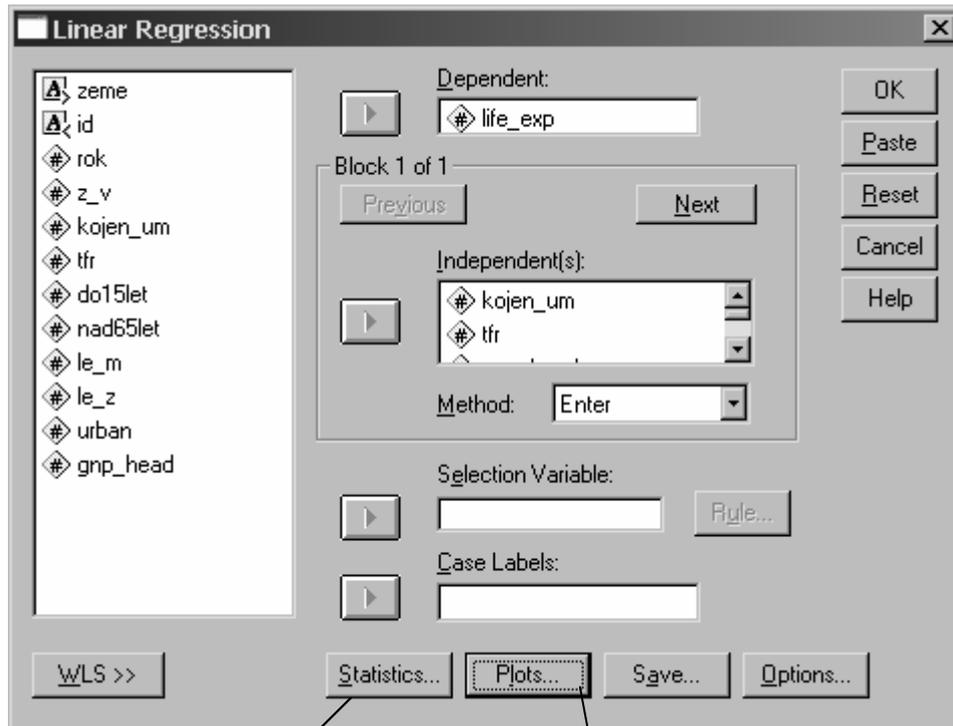 Linear Regression
zeme
id
rok
z_v
kojen_um
tfr
do15let
nad65let
le_m
le_z
urban
gnp_head
Dependent:
life_exp
Block 1 of 1
Previous
Next
Independent(s):
kojen_um
tfr
Method:
Enter
Selection Variable:
Rule...
Case Labels:
OK
Paste
Reset
Cancel
Help
WLS >>
Statistics...
Plots...
Save...
Options...